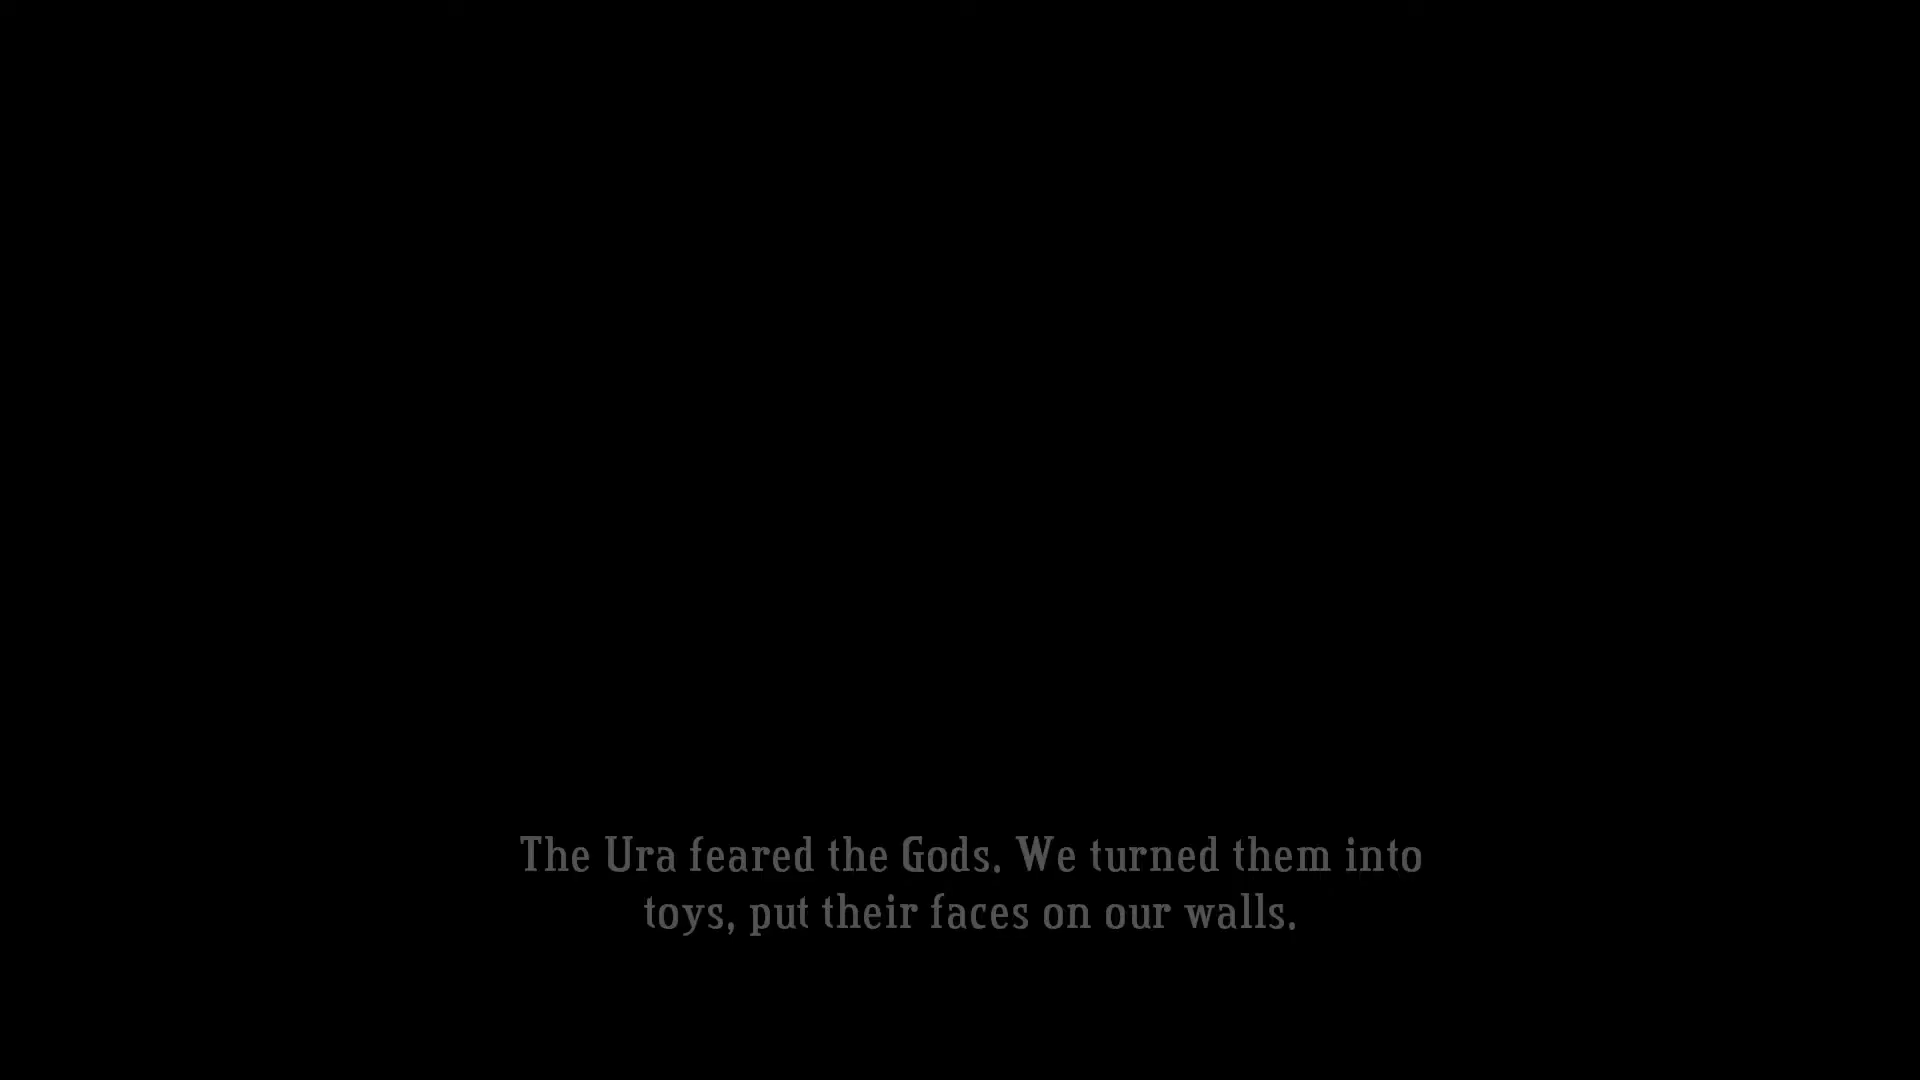 The Ura feared the Gods. We turned them into
toys, put their faces on our walls.